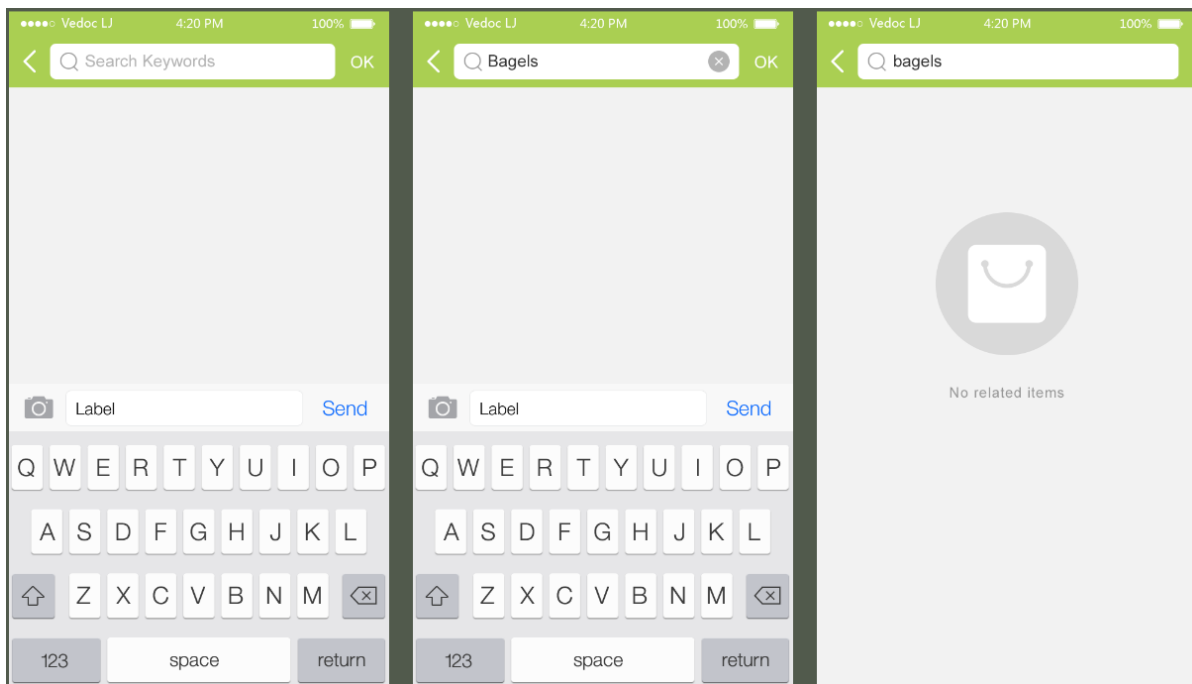 Vedoc LJ 4:20 PM 100%
Search Keywords OK
Label Send
Q W E R T Y U I O P
A S D F G H J K L
Z X C V B N M
123 space return
Vedoc LJ 4:20 PM 100%
Bagels OK
Label Send
Q W E R T Y U I O P
A S D F G H J K L
Z X C V B N M
123 space return
Vedoc LJ 4:20 PM 100%
bagels
No related items